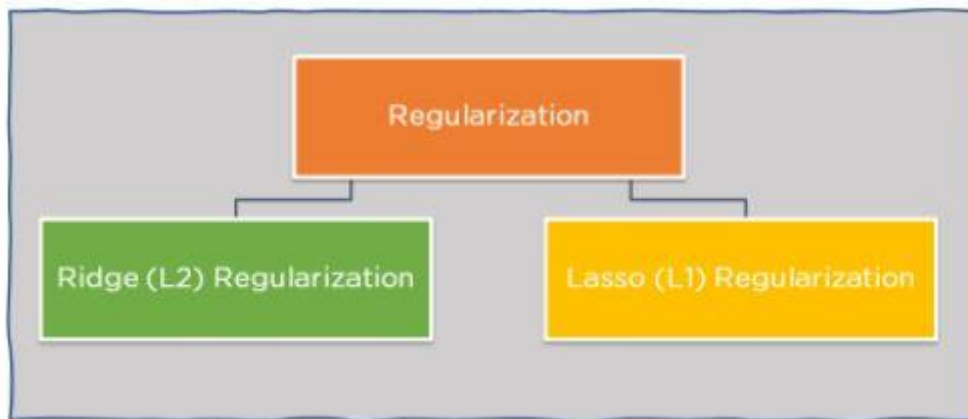 Regularization
Ridge (L2) Regularization
Lasso (L1) Regularization